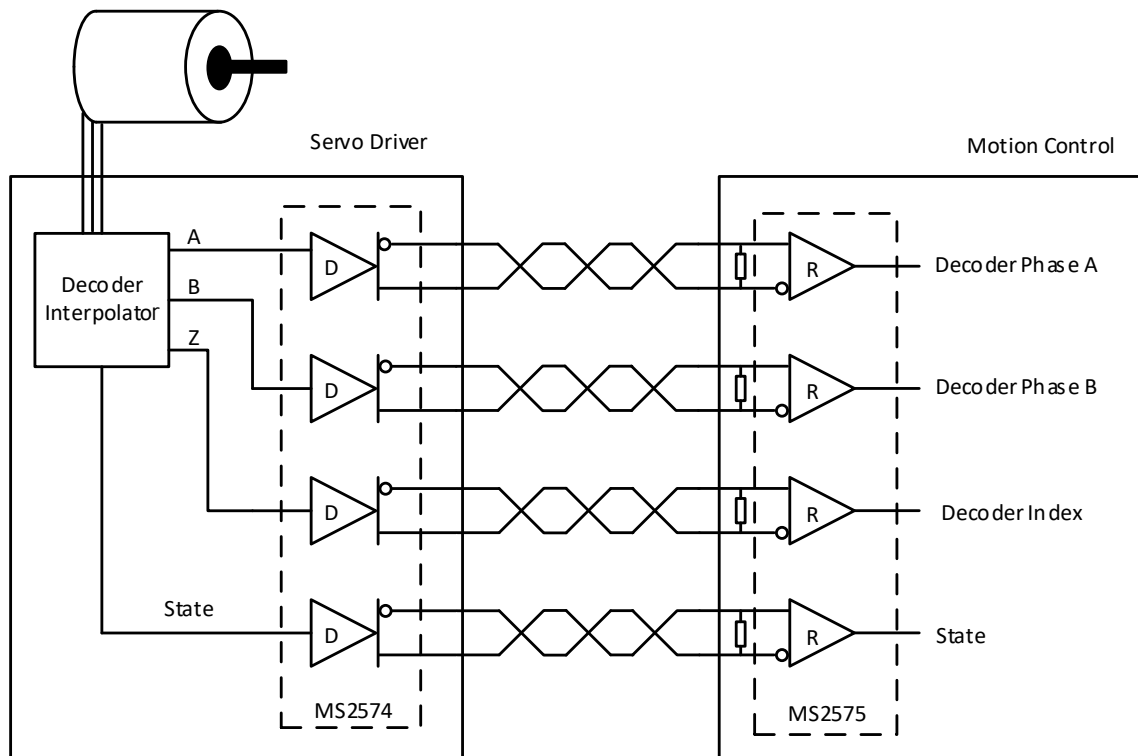 Servo Driver
Motion Control
Decoder
Interpolator
A
B
Z
State
D
D
D
D
MS2574
R
R
R
R
MS2575
Decoder Phase A
Decoder Phase B
Decoder Index
State